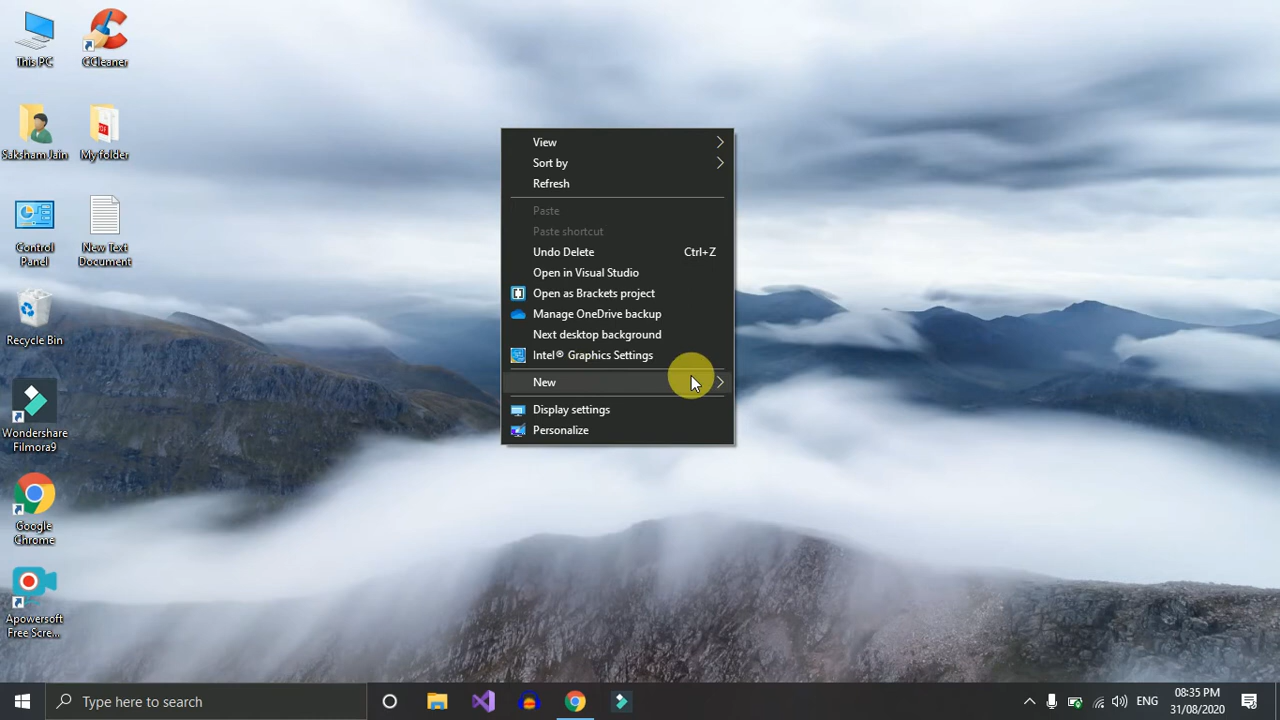 This PC
CCleaner
Saksham Jain
My folder
Control
Panel
New Text
Document
Recycle Bin
Wondershare
Filmora9
Google
Chrome
Apowersoft
Free Scre...
View
Sort by
Refresh
Paste
Paste shortcut
Undo Delete Ctrl+Z
Open in Visual Studio
Open as Brackets project
Manage OneDrive backup
Next desktop background
Intel® Graphics Settings
New
Display settings
Personalize
Type here to search
ENG
08:35 PM
31/08/2020